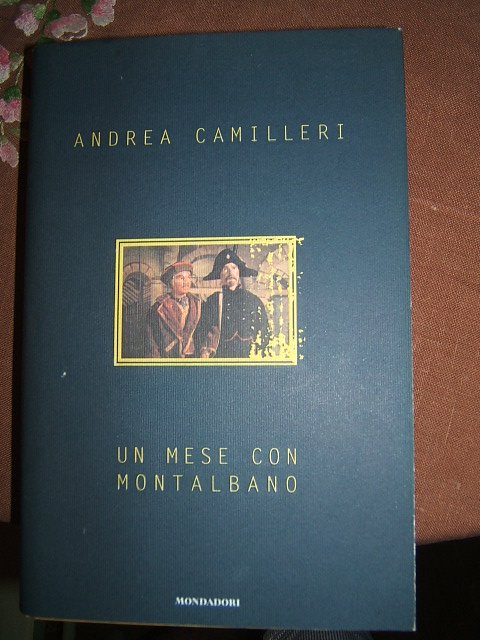 ANDREA CAMILLERI
UN MESE CON
MONTALBANO
MONDADORI